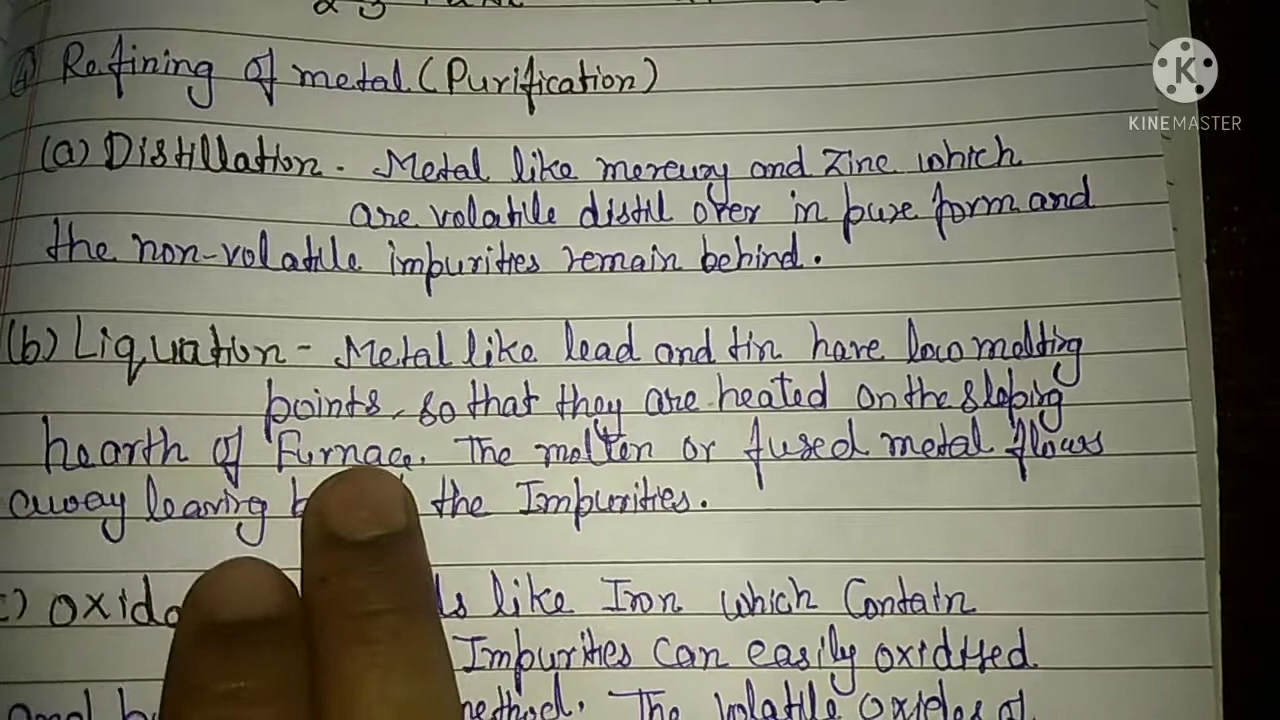 ④ Refining of metal (Purification)
KINEMASTER
(a) Distillation - Metal like mercury and Zinc which
are volatile distil over in pure form and
the non-volatile impurities remain behind.
(b) Liquation - Metal like lead and tin have low melting
points, so that they are heated on the sloping
hearth of Furnace. The molten or fused metal flows
away leaving the Impurities.
like Iron which Contain
Impurities can easily oxidised
The volatile oxides of